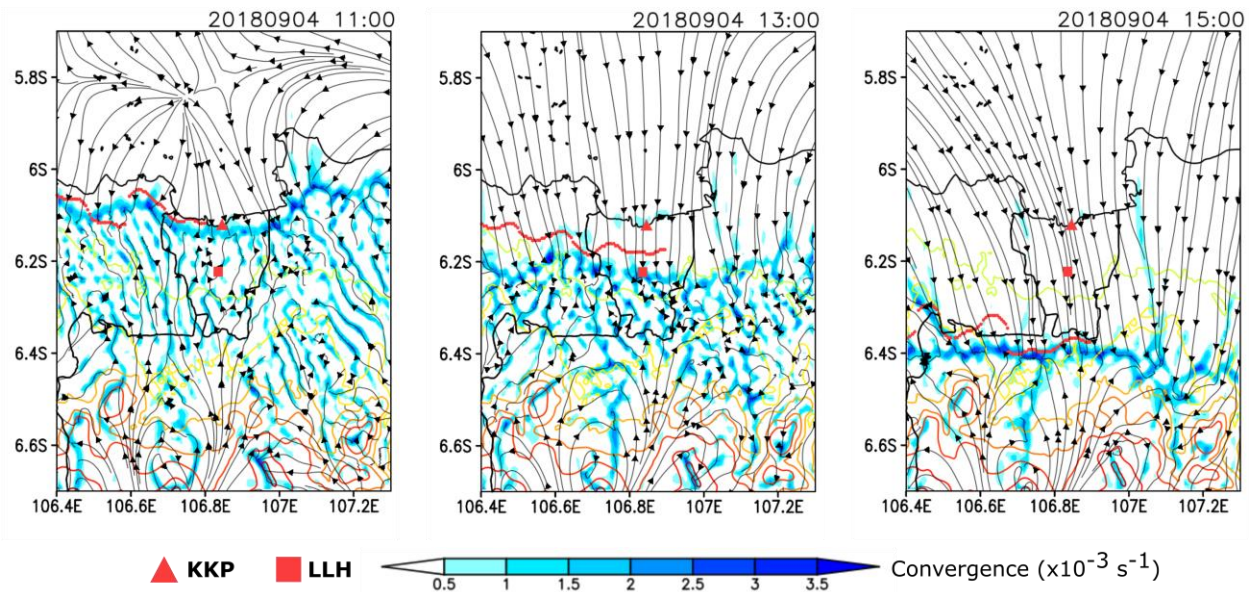 20180904 11:00
20180904 13:00
20180904 15:00
5.8S
6S
6.2S
6.4S
6.6S
106.4E 106.6E 106.8E 107E 107.2E
5.8S
6S
6.2S
6.4S
6.6S
106.4E 106.6E 106.8E 107E 107.2E
5.8S
6S
6.2S
6.4S
6.6S
106.4E 106.6E 106.8E 107E 107.2E
KKP LLH
0.5 1 1.5 2 2.5 3 3.5
Convergence (x10⁻³ s⁻¹)